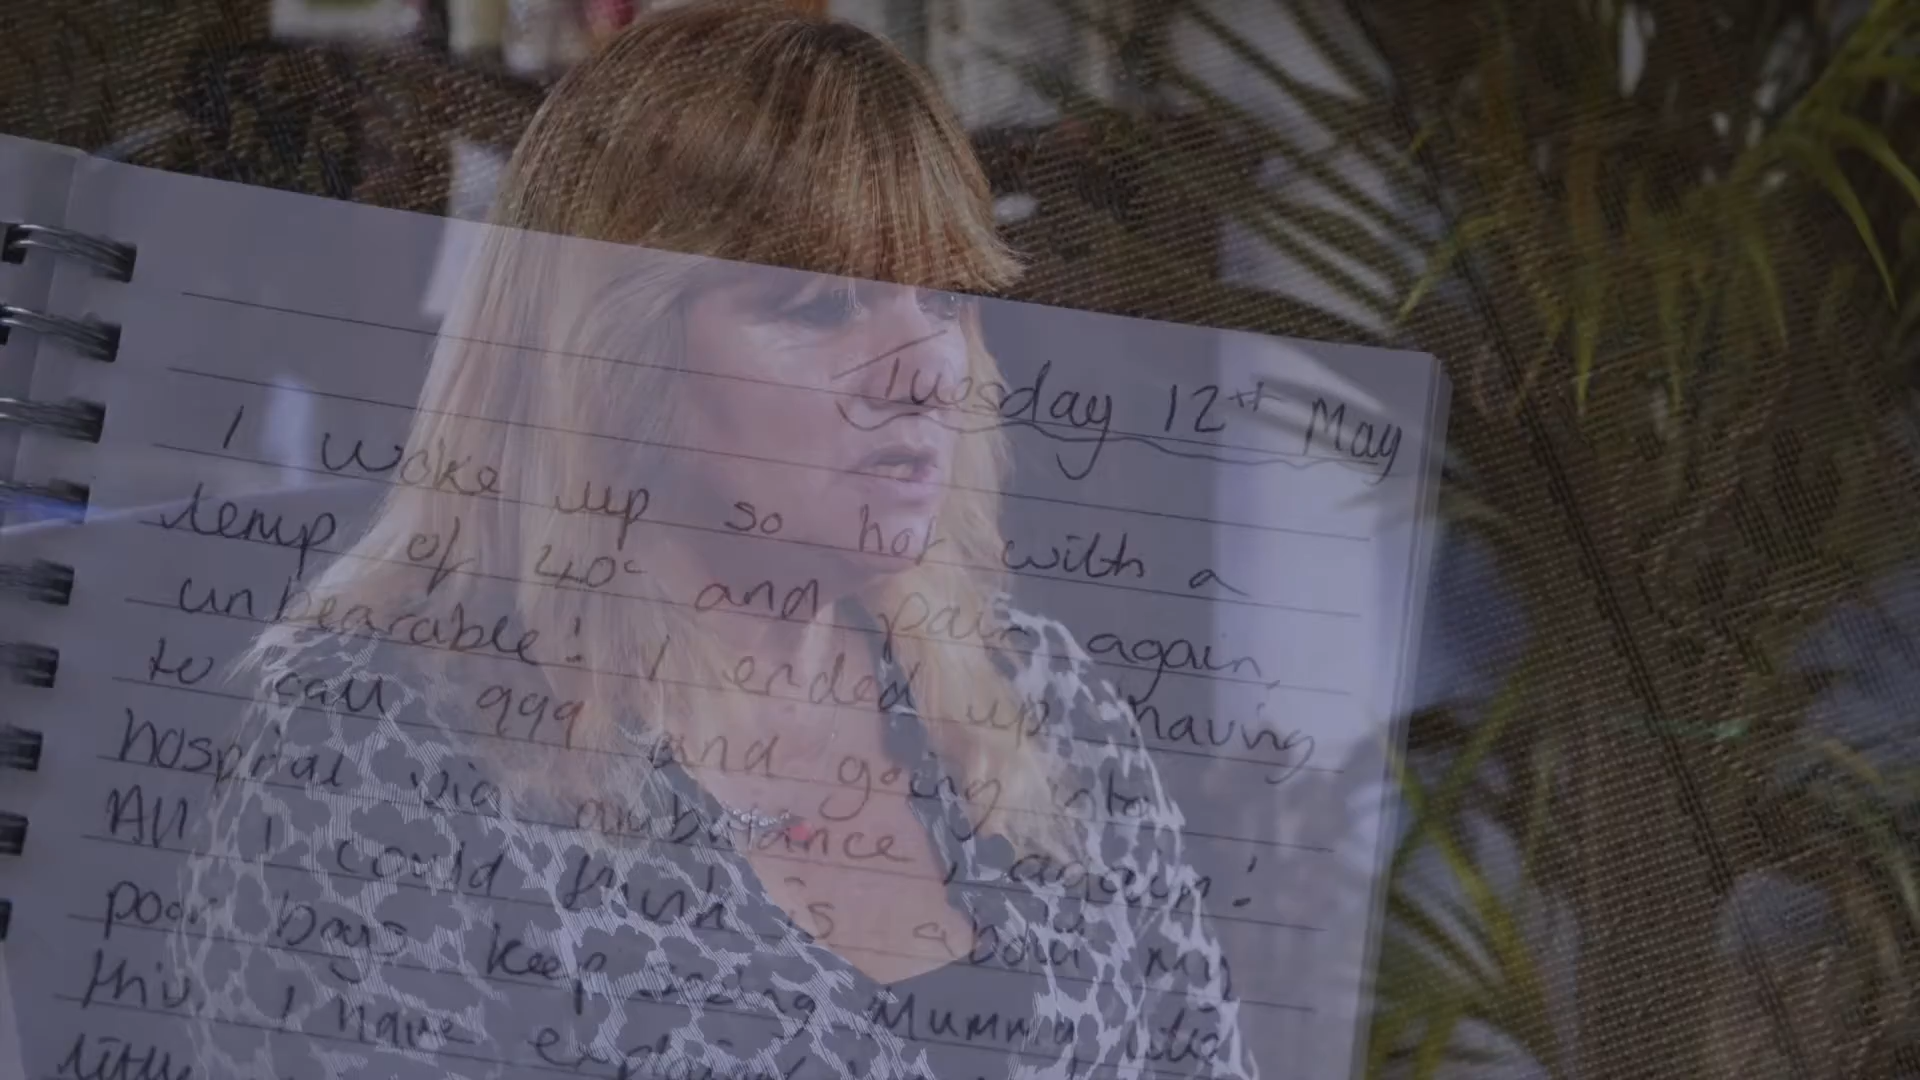 Tuesday 12th May
I woke up so hot with a
temp of 40c and pain again,
unbearable! I ended up having
to call 999 and going into
hospital via ambulance, again!
All I could think is about my
poor boys keep seeing Mummy like
this. I have
little